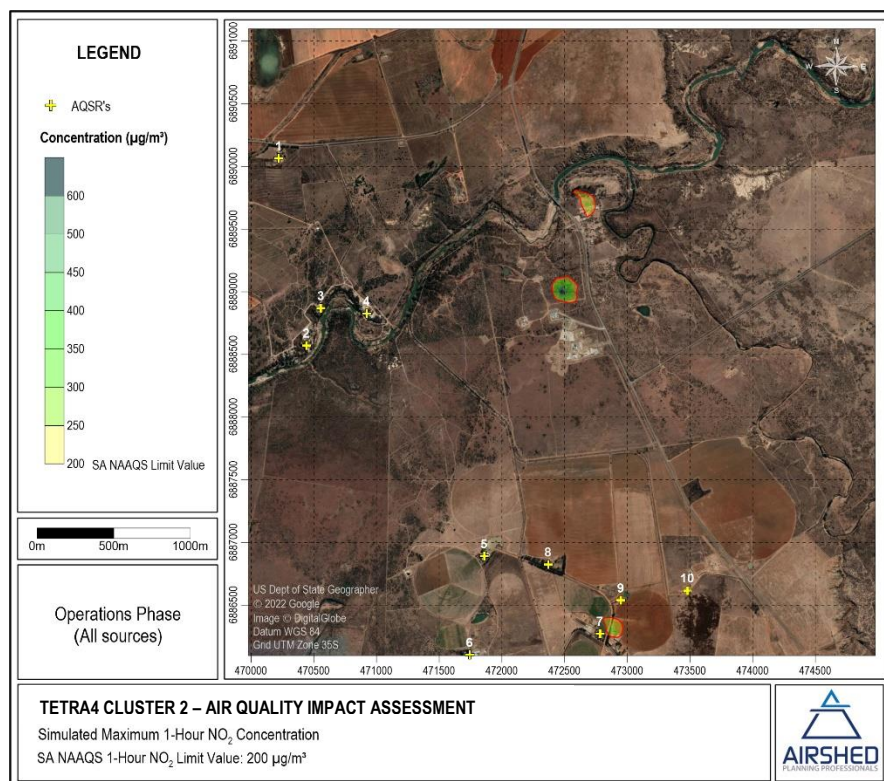 LEGEND
AQSR's
Concentration (µg/m³)
600
500
450
400
350
300
250
200 SA NAAQS Limit Value
0m 500m 1000m
Operations Phase
(All sources)
6891000
6890500
6890000
6889500
6889000
6888500
6888000
6887500
6887000
6886500
N
W E
S
1
2
3
4
5
6
7
8
9
10
US Dept of State Geographer
© 2022 Google
Image © DigitalGlobe
Datum WGS 84
Grid UTM Zone 35S
470000 470500 471000 471500 472000 472500 473000 473500 474000 474500
TETRA4 CLUSTER 2 – AIR QUALITY IMPACT ASSESSMENT
Simulated Maximum 1-Hour NO₂ Concentration
SA NAAQS 1-Hour NO₂ Limit Value: 200 µg/m³
AIRSHED
PLANNING PROFESSIONALS